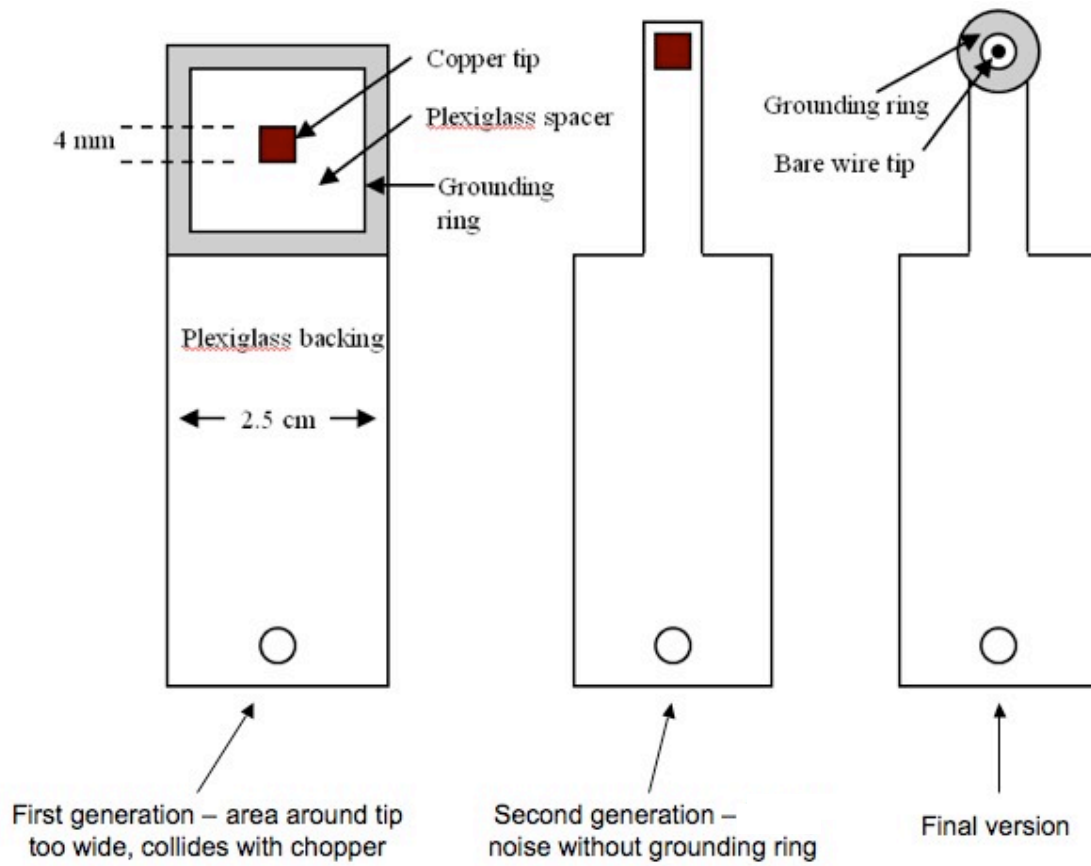 Copper tip
Plexiglass spacer
4 mm
Grounding
ring
Plexiglass backing
2.5 cm
Grounding ring
Bare wire tip
First generation – area around tip
too wide, collides with chopper
Second generation –
noise without grounding ring
Final version